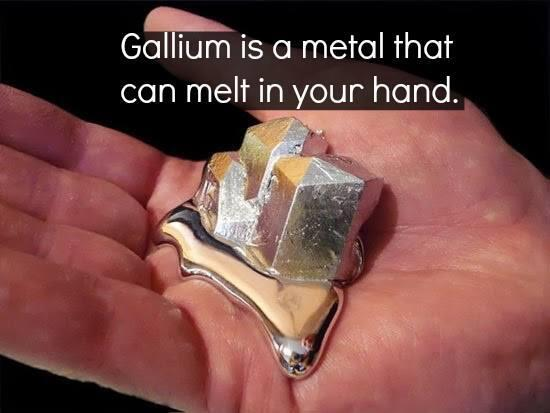 Gallium is a metal that
can melt in your hand.